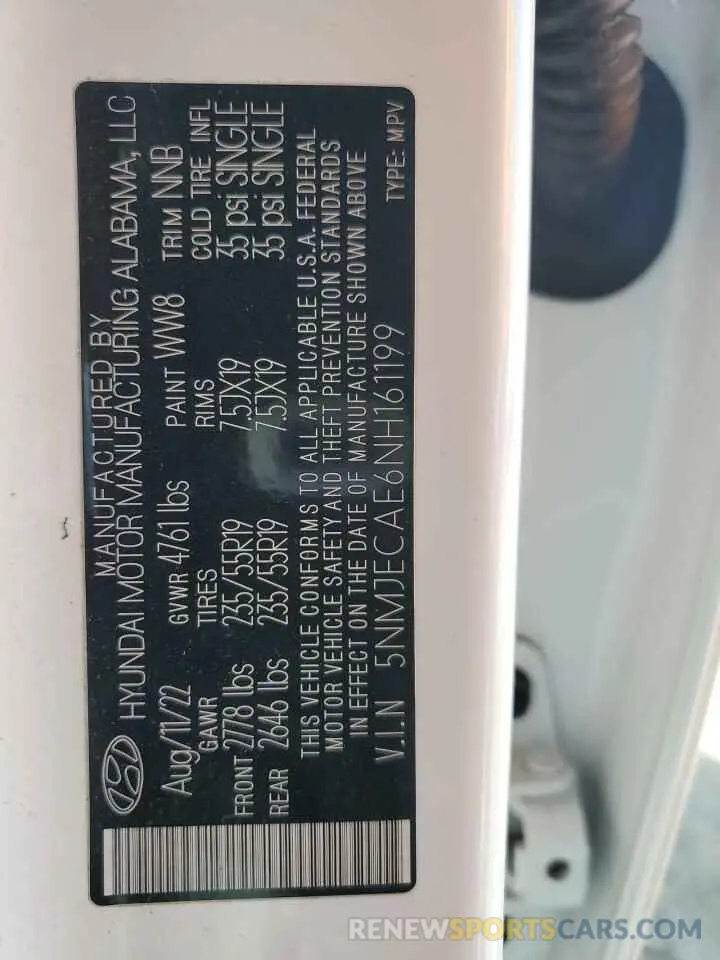 MANUFACTURED BY
HYUNDAI MOTOR MANUFACTURING ALABAMA, LLC
Aug/11/22 GVWR 4761 lbs PAINT WW8 TRIM NNB
GAWR TIRES RIMS COLD TIRE INFL
FRONT 2778 lbs 235/55R19 7.5JX19 35 psi SINGLE
REAR 2646 lbs 235/55R19 7.5JX19 35 psi SINGLE
THIS VEHICLE CONFORMS TO ALL APPLICABLE U.S.A. FEDERAL
MOTOR VEHICLE SAFETY AND THEFT PREVENTION STANDARDS
IN EFFECT ON THE DATE OF MANUFACTURE SHOWN ABOVE
V.I.N 5NMJECAE6NH161199 TYPE: MPV
RENEWSPORTSCARS.COM